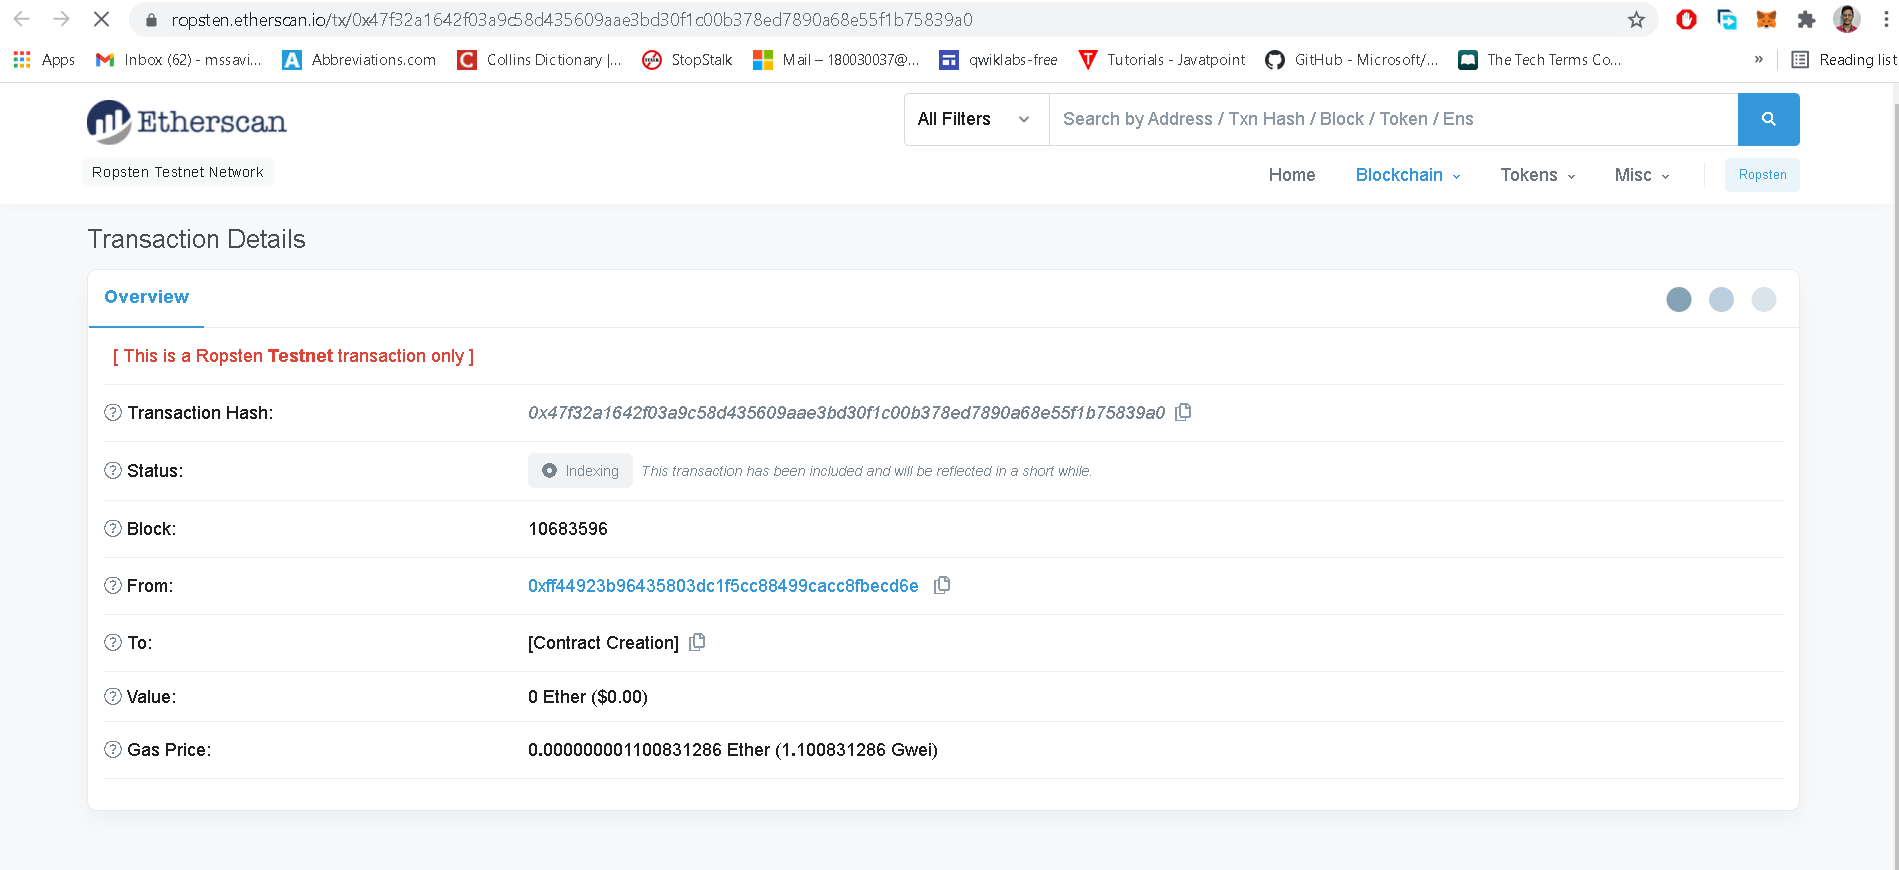 ropsten.etherscan.io/tx/0x47f32a1642f03a9c58d435609aae3bd30f1c00b378ed7890a68e55f1b75839a0
Apps Inbox (62) - mssavi... Abbreviations.com Collins Dictionary |... StopStalk Mail – 180030037@... qwiklabs-free Tutorials - Javatpoint GitHub - Microsoft/... The Tech Terms Co... » Reading list
Etherscan
All Filters Search by Address / Txn Hash / Block / Token / Ens
Ropsten Testnet Network
Home Blockchain Tokens Misc Ropsten
Transaction Details
Overview
[ This is a Ropsten Testnet transaction only ]
Transaction Hash: 0x47f32a1642f03a9c58d435609aae3bd30f1c00b378ed7890a68e55f1b75839a0
Status: Indexing This transaction has been included and will be reflected in a short while.
Block: 10683596
From: 0xff44923b96435803dc1f5cc88499cacc8fbecd6e
To: [Contract Creation]
Value: 0 Ether ($0.00)
Gas Price: 0.000000001100831286 Ether (1.100831286 Gwei)